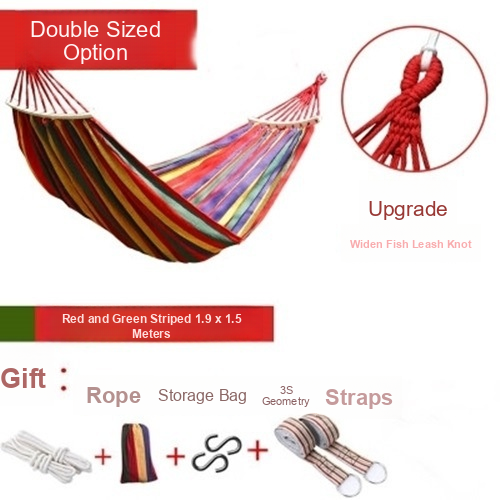 Double Sized
Option
Upgrade
Widen Fish Leash Knot
Red and Green Striped 1.9 x 1.5
Meters
Gift :
Rope
Storage Bag
3S
Geometry
Straps
+
+
+